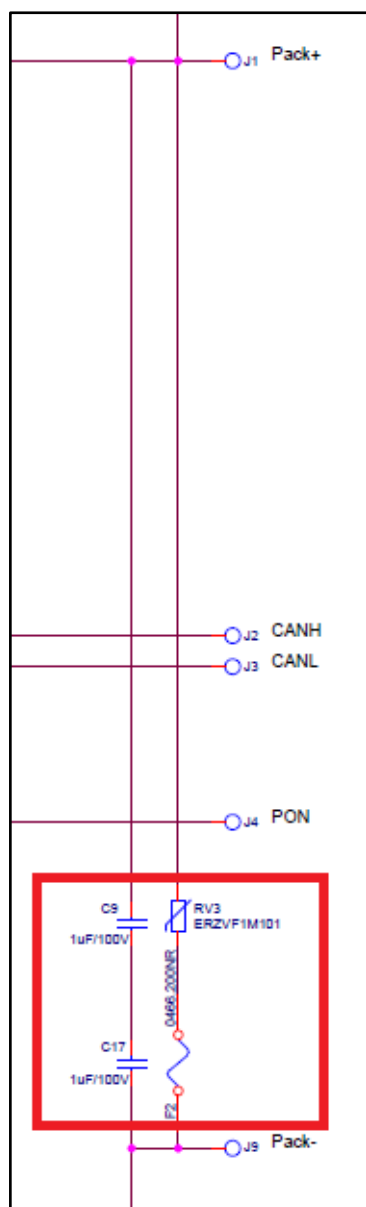 J1 Pack+
J2 CANH
J3 CANL
J4 PON
C9
1uF/100V
RV3
ERZVF1M101
0466.200NR
C17
1uF/100V
F2
J9 Pack-